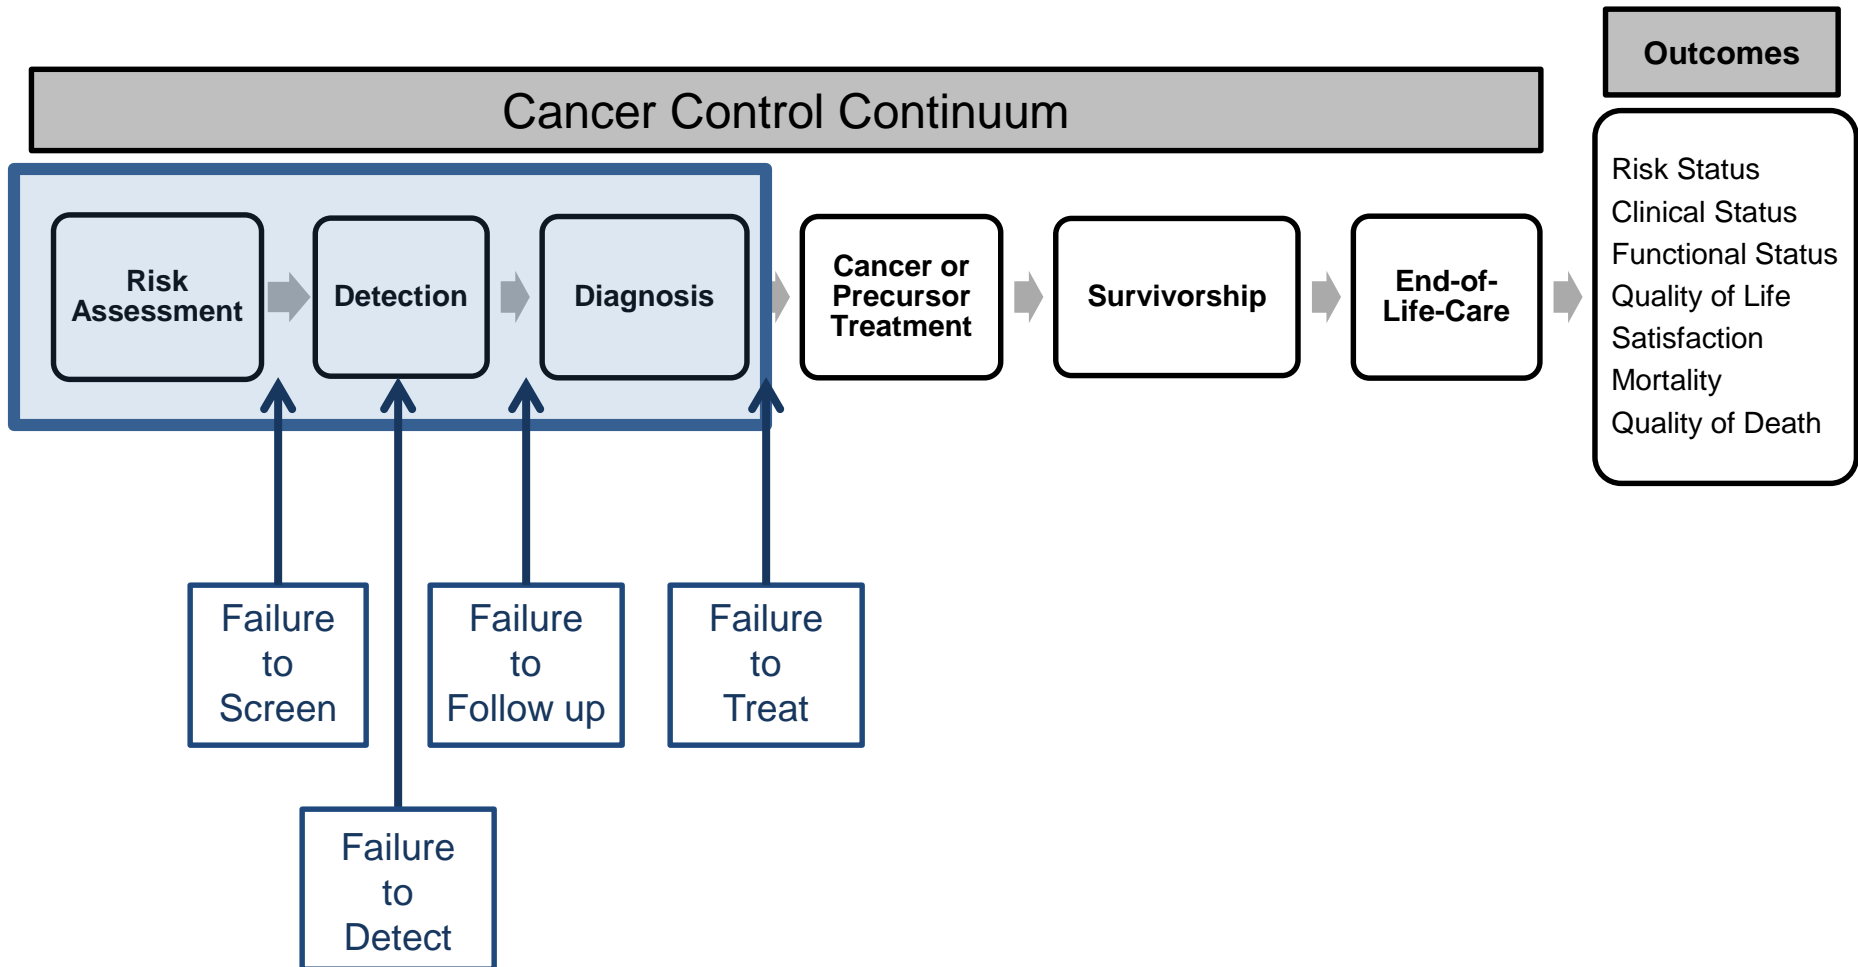 Outcomes
Cancer Control Continuum
Risk
Assessment
Detection
Diagnosis
Cancer or
Precursor
Treatment
Survivorship
End-of-
Life-Care
Risk Status
Clinical Status
Functional Status
Quality of Life
Satisfaction
Mortality
Quality of Death
Failure
to
Screen
Failure
to
Follow up
Failure
to
Treat
Failure
to
Detect